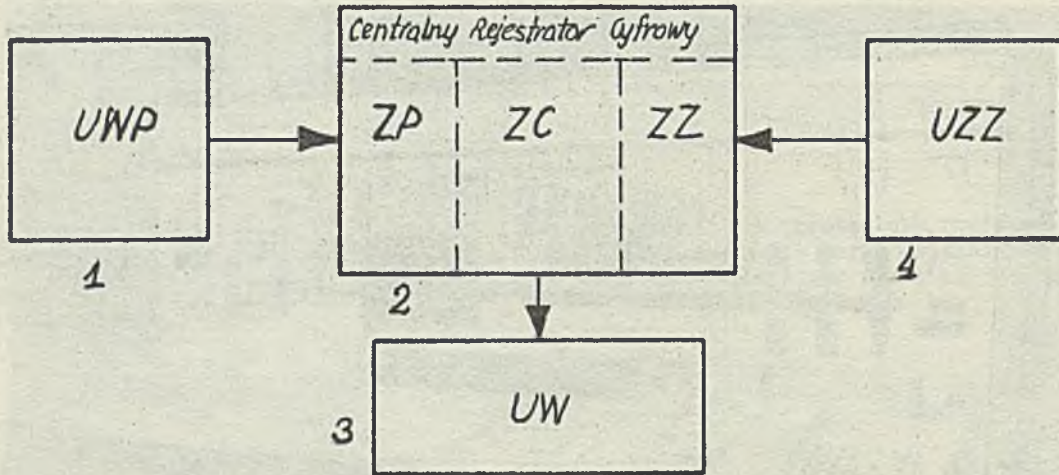 Centralny Rejestrator Cyfrowy
UWP
ZP
ZC
ZZ
UZZ
1
2
4
3
UW